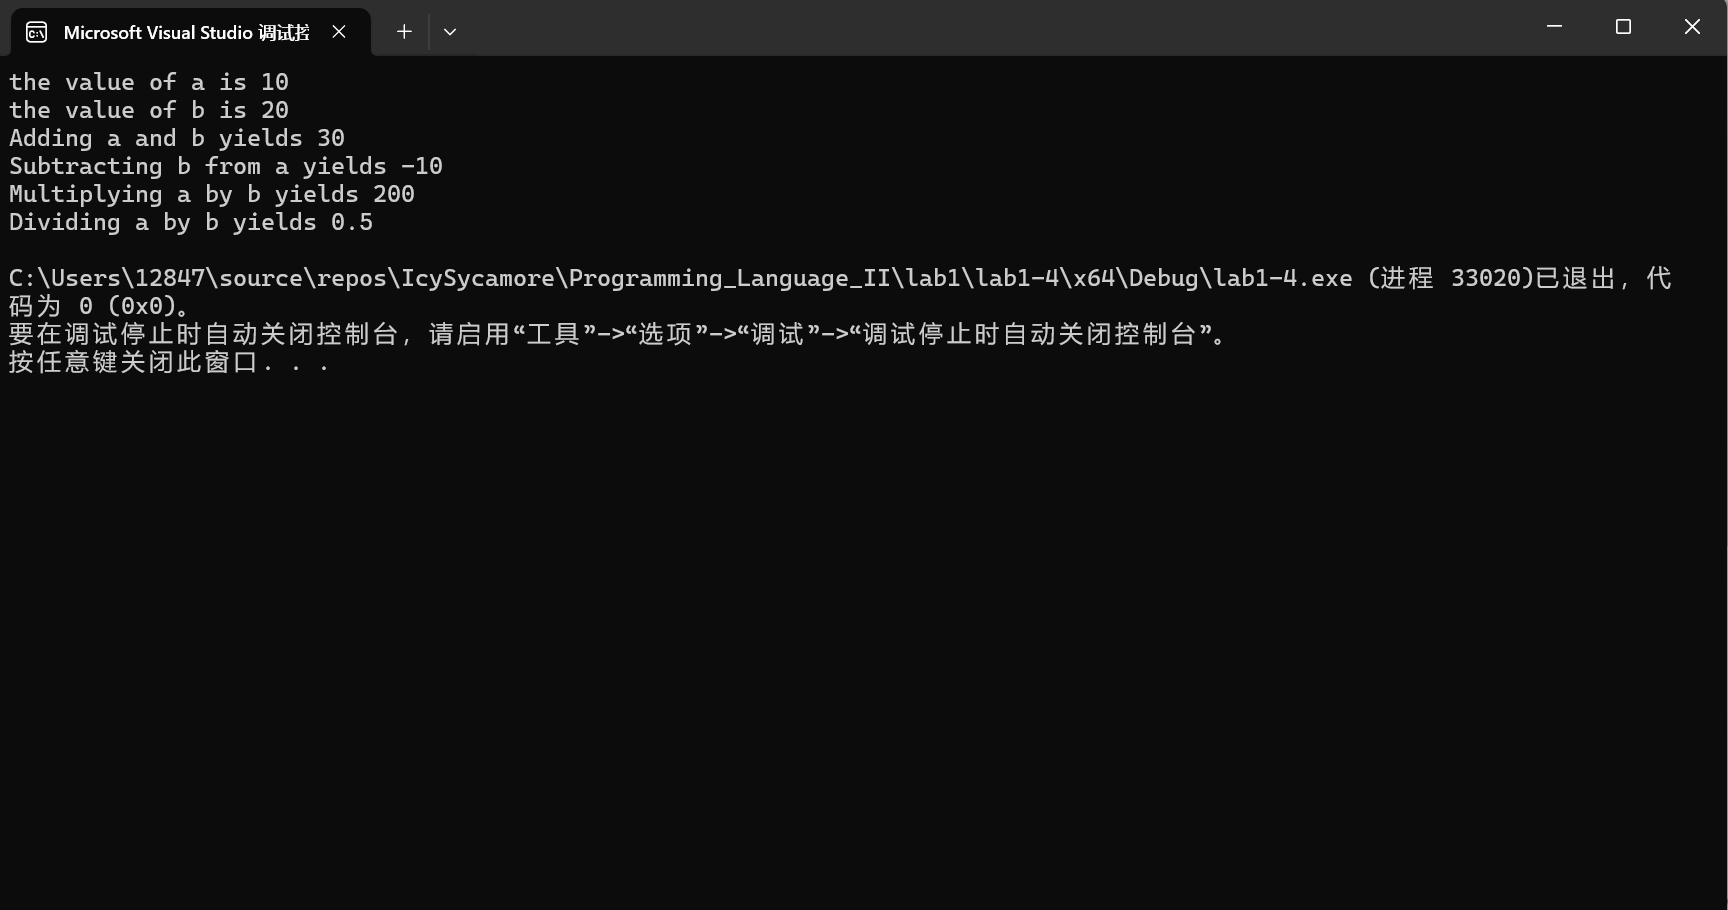 Microsoft Visual Studio 调试控
the value of a is 10
the value of b is 20
Adding a and b yields 30
Subtracting b from a yields -10
Multiplying a by b yields 200
Dividing a by b yields 0.5
C:\Users\12847\source\repos\IcySycamore\Programming_Language_II\lab1\lab1-4\x64\Debug\lab1-4.exe (进程 33020)已退出，代
码为 0 (0x0)。
要在调试停止时自动关闭控制台，请启用“工具”->“选项”->“调试”->“调试停止时自动关闭控制台”。
按任意键关闭此窗口. . .